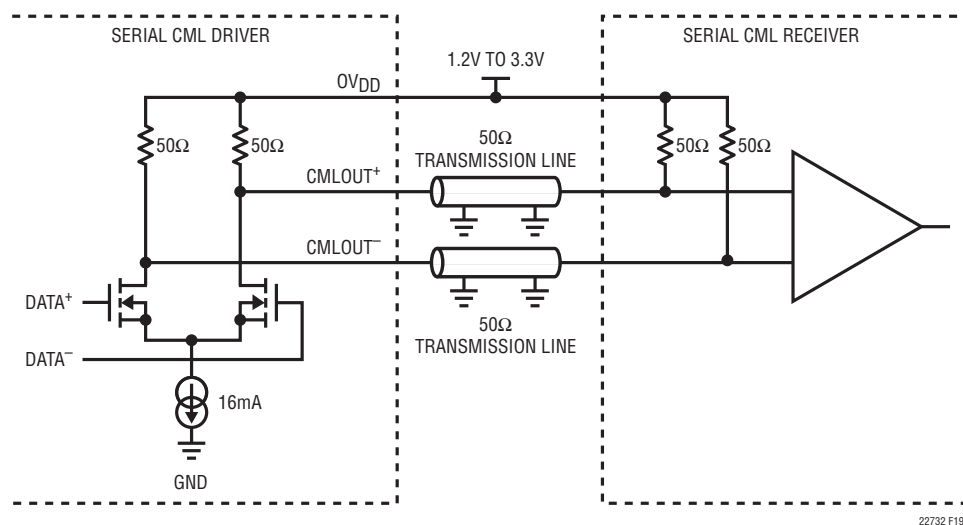 SERIAL CML DRIVER
SERIAL CML RECEIVER
1.2V TO 3.3V
OVDD
50Ω
50Ω
50Ω
TRANSMISSION LINE
50Ω
50Ω
CMLOUT+
CMLOUT–
DATA+
DATA–
50Ω
TRANSMISSION LINE
16mA
GND
22732 F19